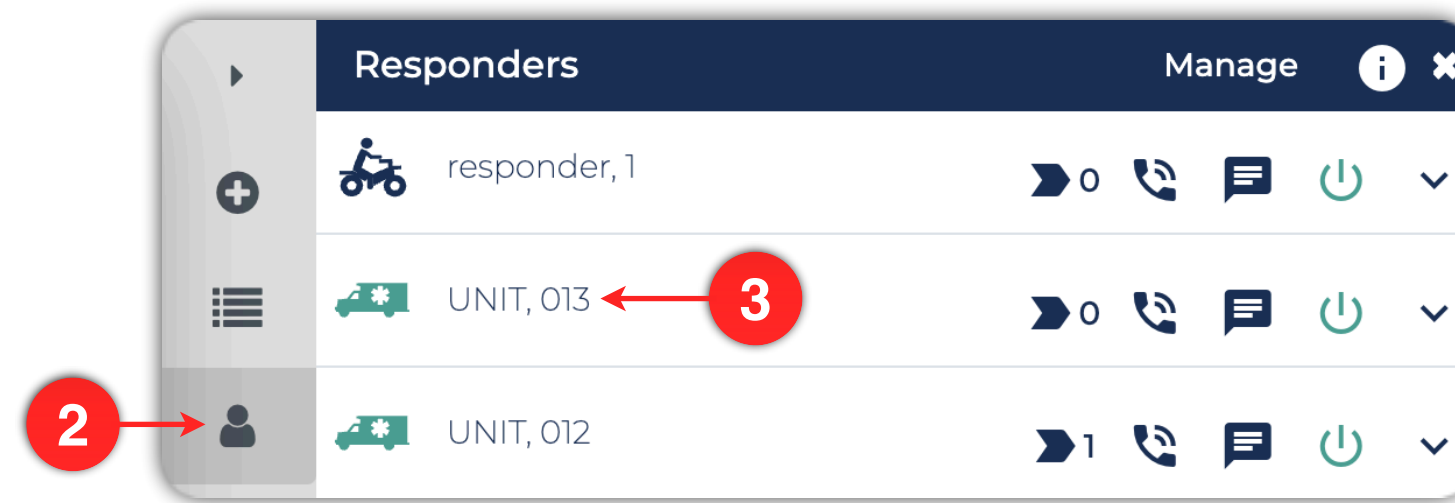 Responders Manage i
responder, 1 0
UNIT, 013 3 0
2 UNIT, 012 1